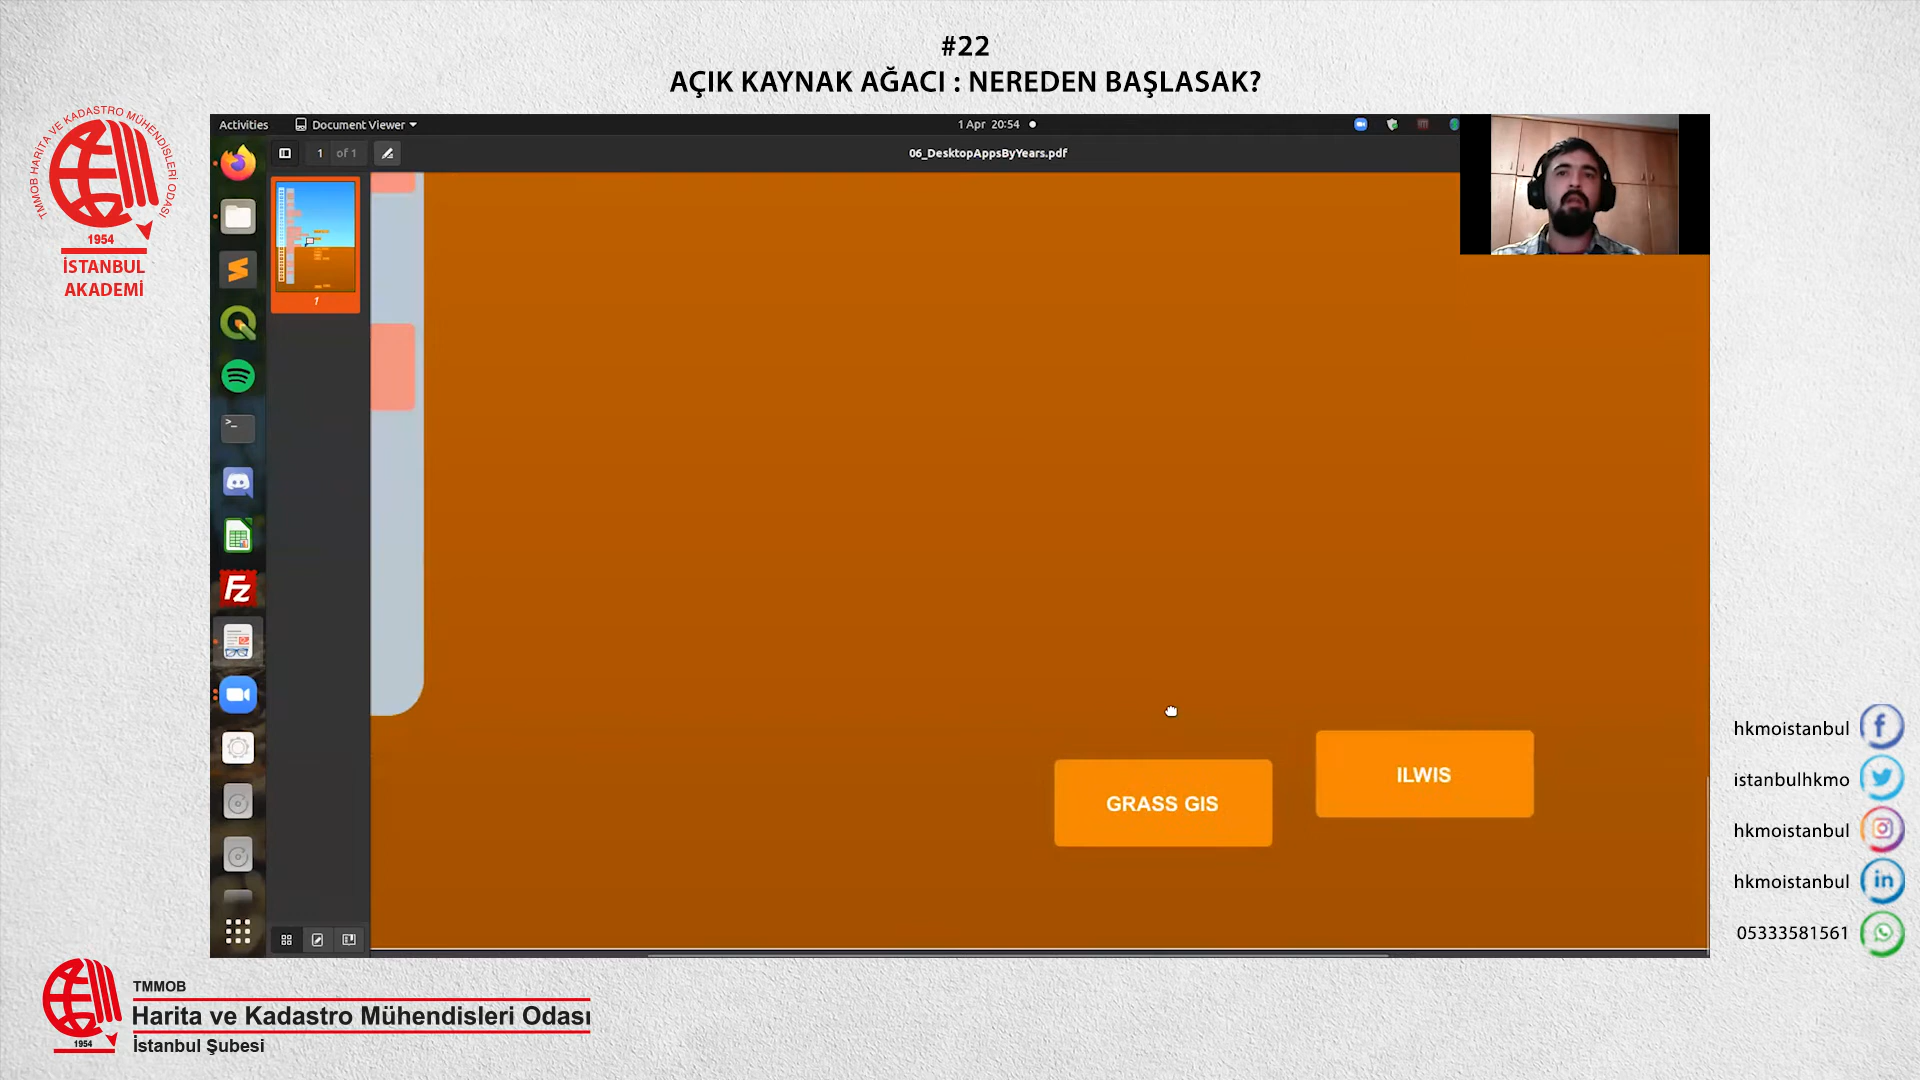 #22
AÇIK KAYNAK AĞACI : NEREDEN BAŞLASAK?
TMMOB HARİTA VE KADASTRO MÜHENDİSLERİ ODASI
1954
İSTANBUL
AKADEMİ
Activities
Document Viewer
1 Apr 20:54
1 of 1
06_DesktopAppsByYears.pdf
1
GRASS GIS
ILWIS
hkmoistanbul
istanbulhkmo
hkmoistanbul
hkmoistanbul
05333581561
1954
TMMOB
Harita ve Kadastro Mühendisleri Odası
İstanbul Şubesi